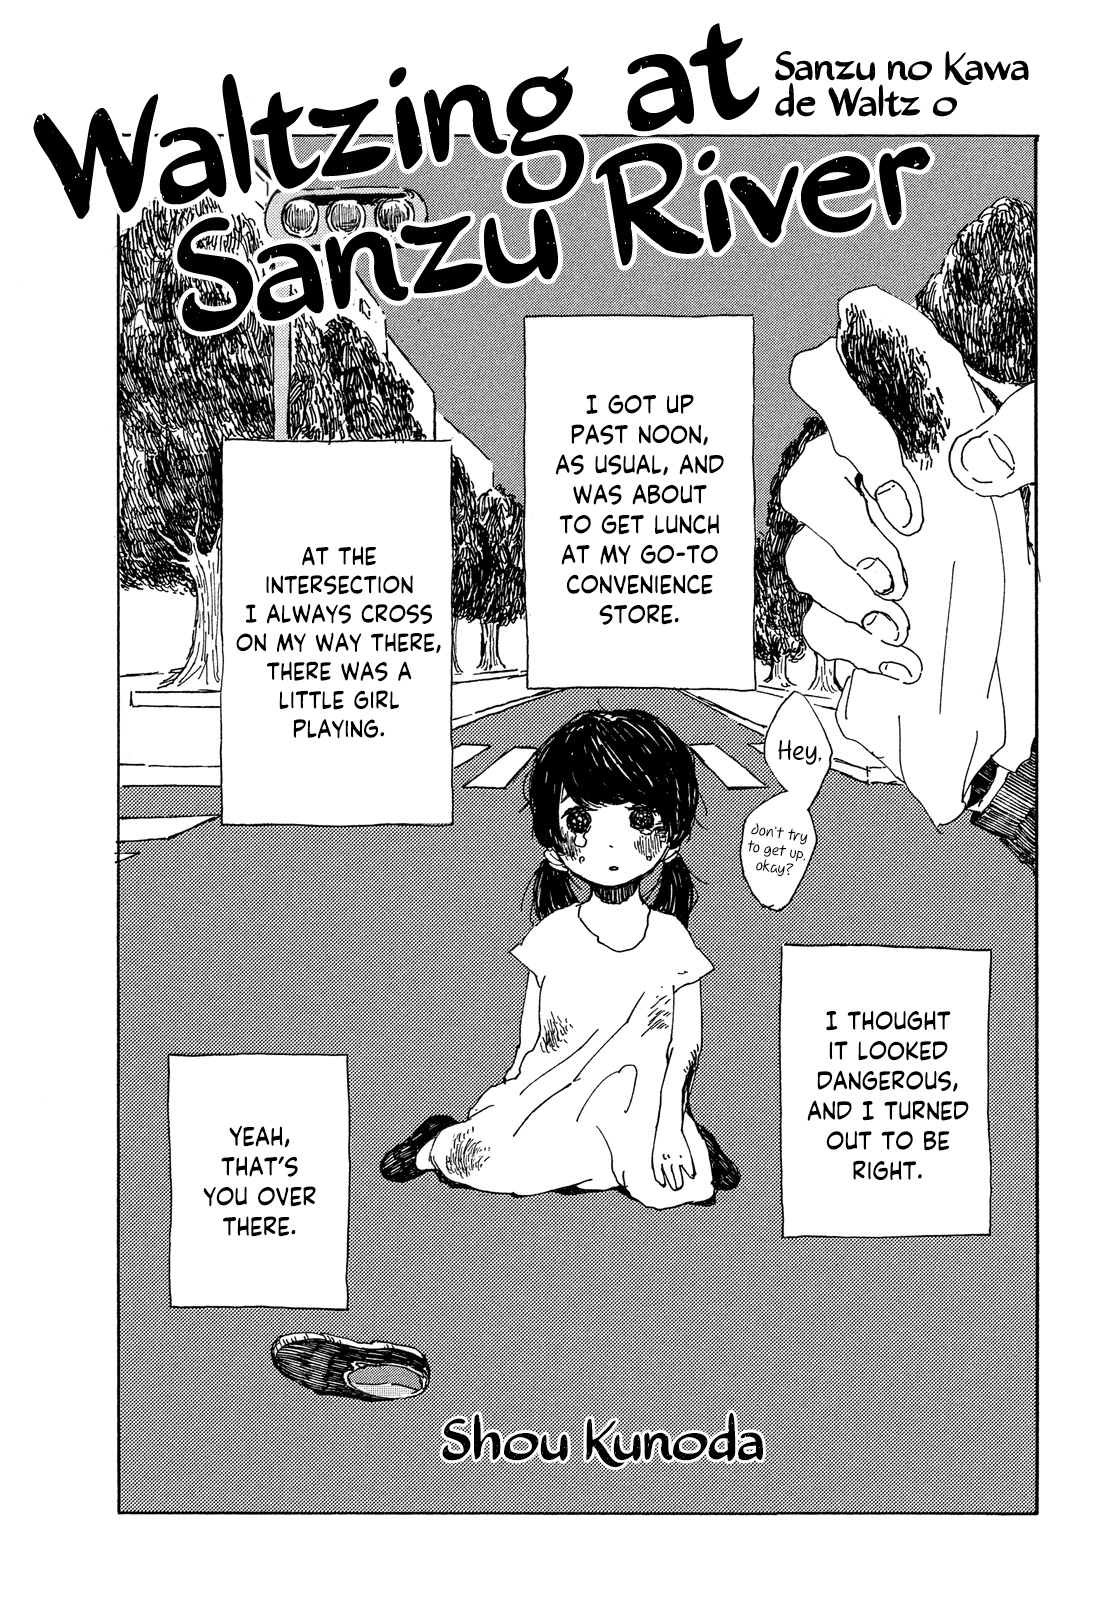 Waltzing at
Sanzu River
Sanzu no Kawa
de Waltz o
I GOT UP
PAST NOON,
AS USUAL, AND
WAS ABOUT
TO GET LUNCH
AT MY GO-TO
CONVENIENCE
STORE.
AT THE
INTERSECTION
I ALWAYS CROSS
ON MY WAY THERE,
THERE WAS A
LITTLE GIRL
PLAYING.
Hey,
don't try
to get up,
okay?
I THOUGHT
IT LOOKED
DANGEROUS,
AND I TURNED
OUT TO BE
RIGHT.
YEAH,
THAT'S
YOU OVER
THERE.
Shou Kunoda